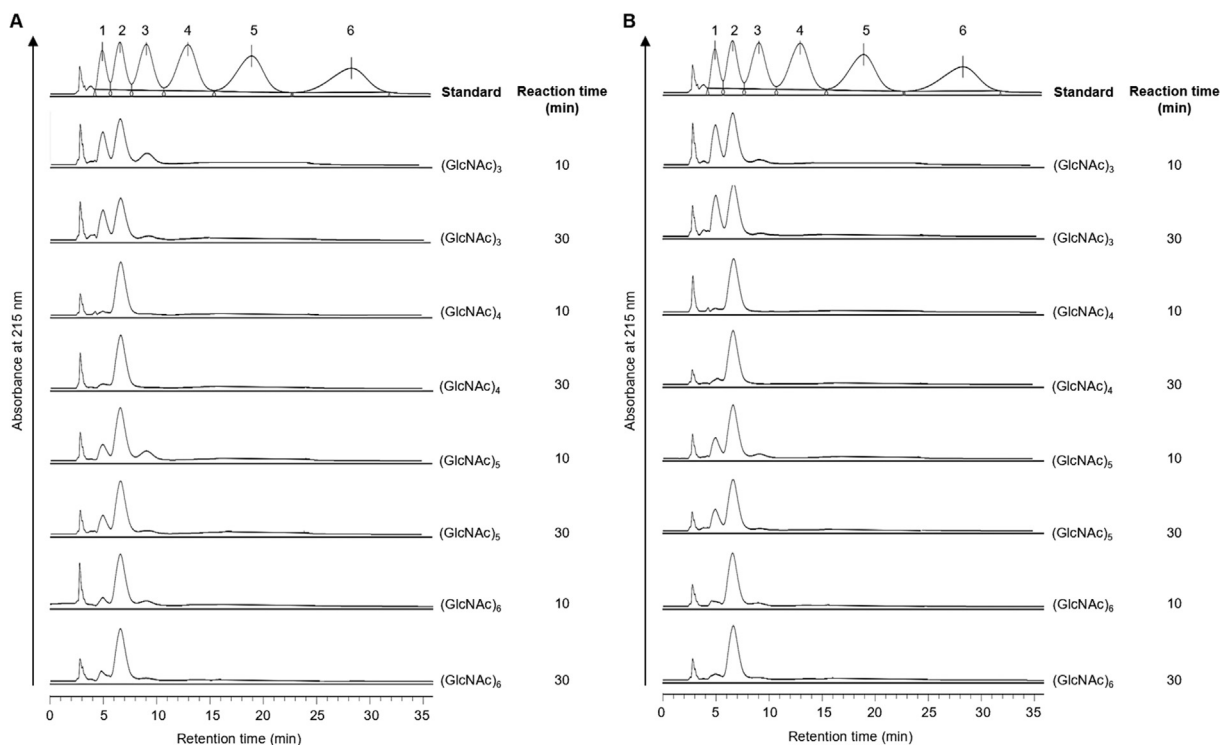 A
1 2 3 4 5 6
Standard Reaction time
(min)
(GlcNAc)₃ 10
(GlcNAc)₃ 30
(GlcNAc)₄ 10
(GlcNAc)₄ 30
(GlcNAc)₅ 10
(GlcNAc)₅ 30
(GlcNAc)₆ 10
(GlcNAc)₆ 30
Absorbance at 215 nm
0 5 10 15 20 25 30 35
Retention time (min)
B
1 2 3 4 5 6
Standard Reaction time
(min)
(GlcNAc)₃ 10
(GlcNAc)₃ 30
(GlcNAc)₄ 10
(GlcNAc)₄ 30
(GlcNAc)₅ 10
(GlcNAc)₅ 30
(GlcNAc)₆ 10
(GlcNAc)₆ 30
Absorbance at 215 nm
0 5 10 15 20 25 30 35
Retention time (min)